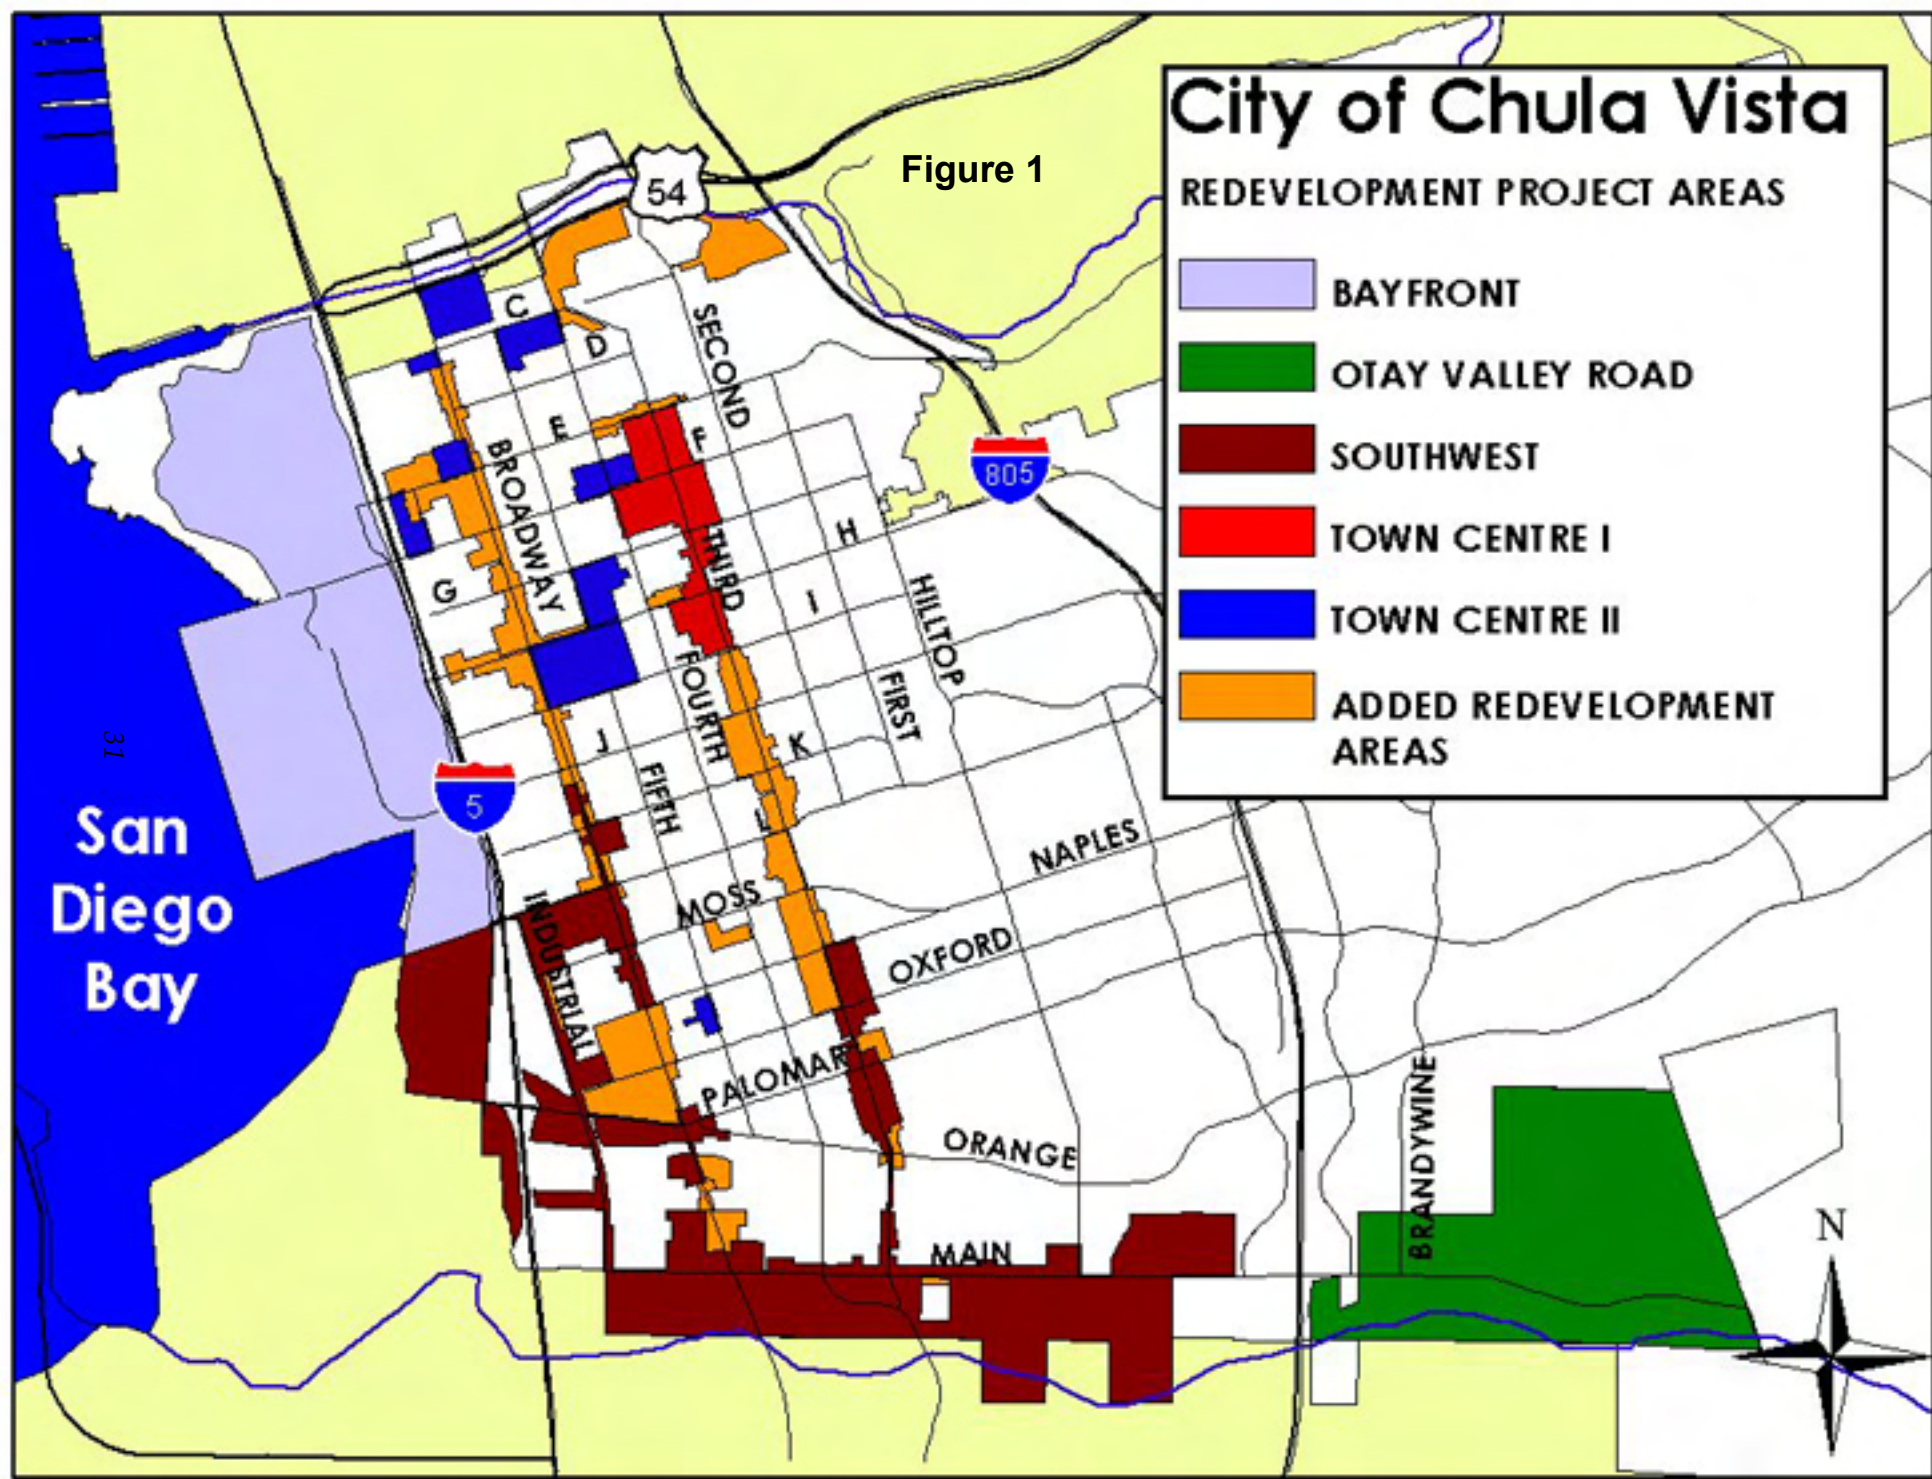 City of Chula Vista
REDEVELOPMENT PROJECT AREAS
BAYFRONT
OTAY VALLEY ROAD
SOUTHWEST
TOWN CENTRE I
TOWN CENTRE II
ADDED REDEVELOPMENT
AREAS
Figure 1
54
C
D
SECOND
E
F
BROADWAY
805
THIRD
H
G
I
HILLTOP
FOURTH
FIRST
J
K
31
5
FIFTH
L
San
Diego
Bay
NAPLES
MOSS
INDUSTRIAL
OXFORD
PALOMAR
ORANGE
BRANDYWINE
MAIN
N